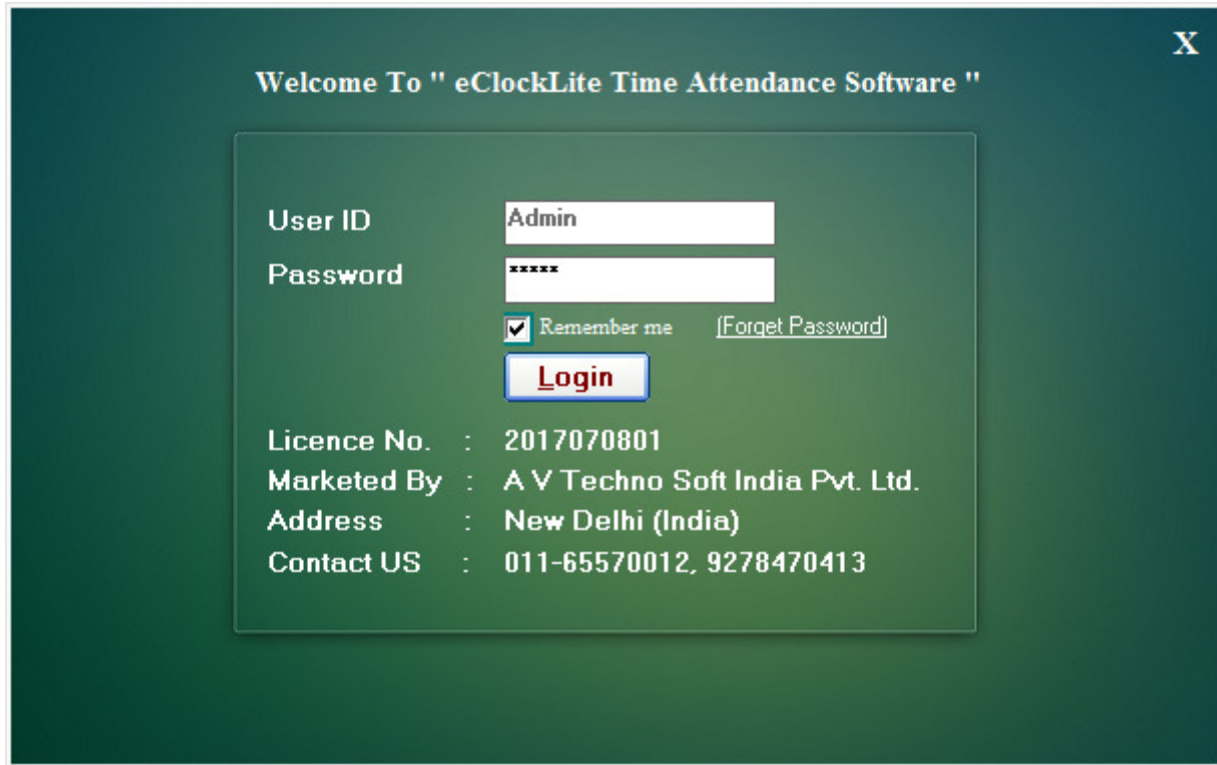 X
Welcome To " eClockLite Time Attendance Software "
User ID Admin
Password *****
Remember me (Forget Password)
Login
Licence No. : 2017070801
Marketed By : A V Techno Soft India Pvt. Ltd.
Address : New Delhi (India)
Contact US : 011-65570012, 9278470413